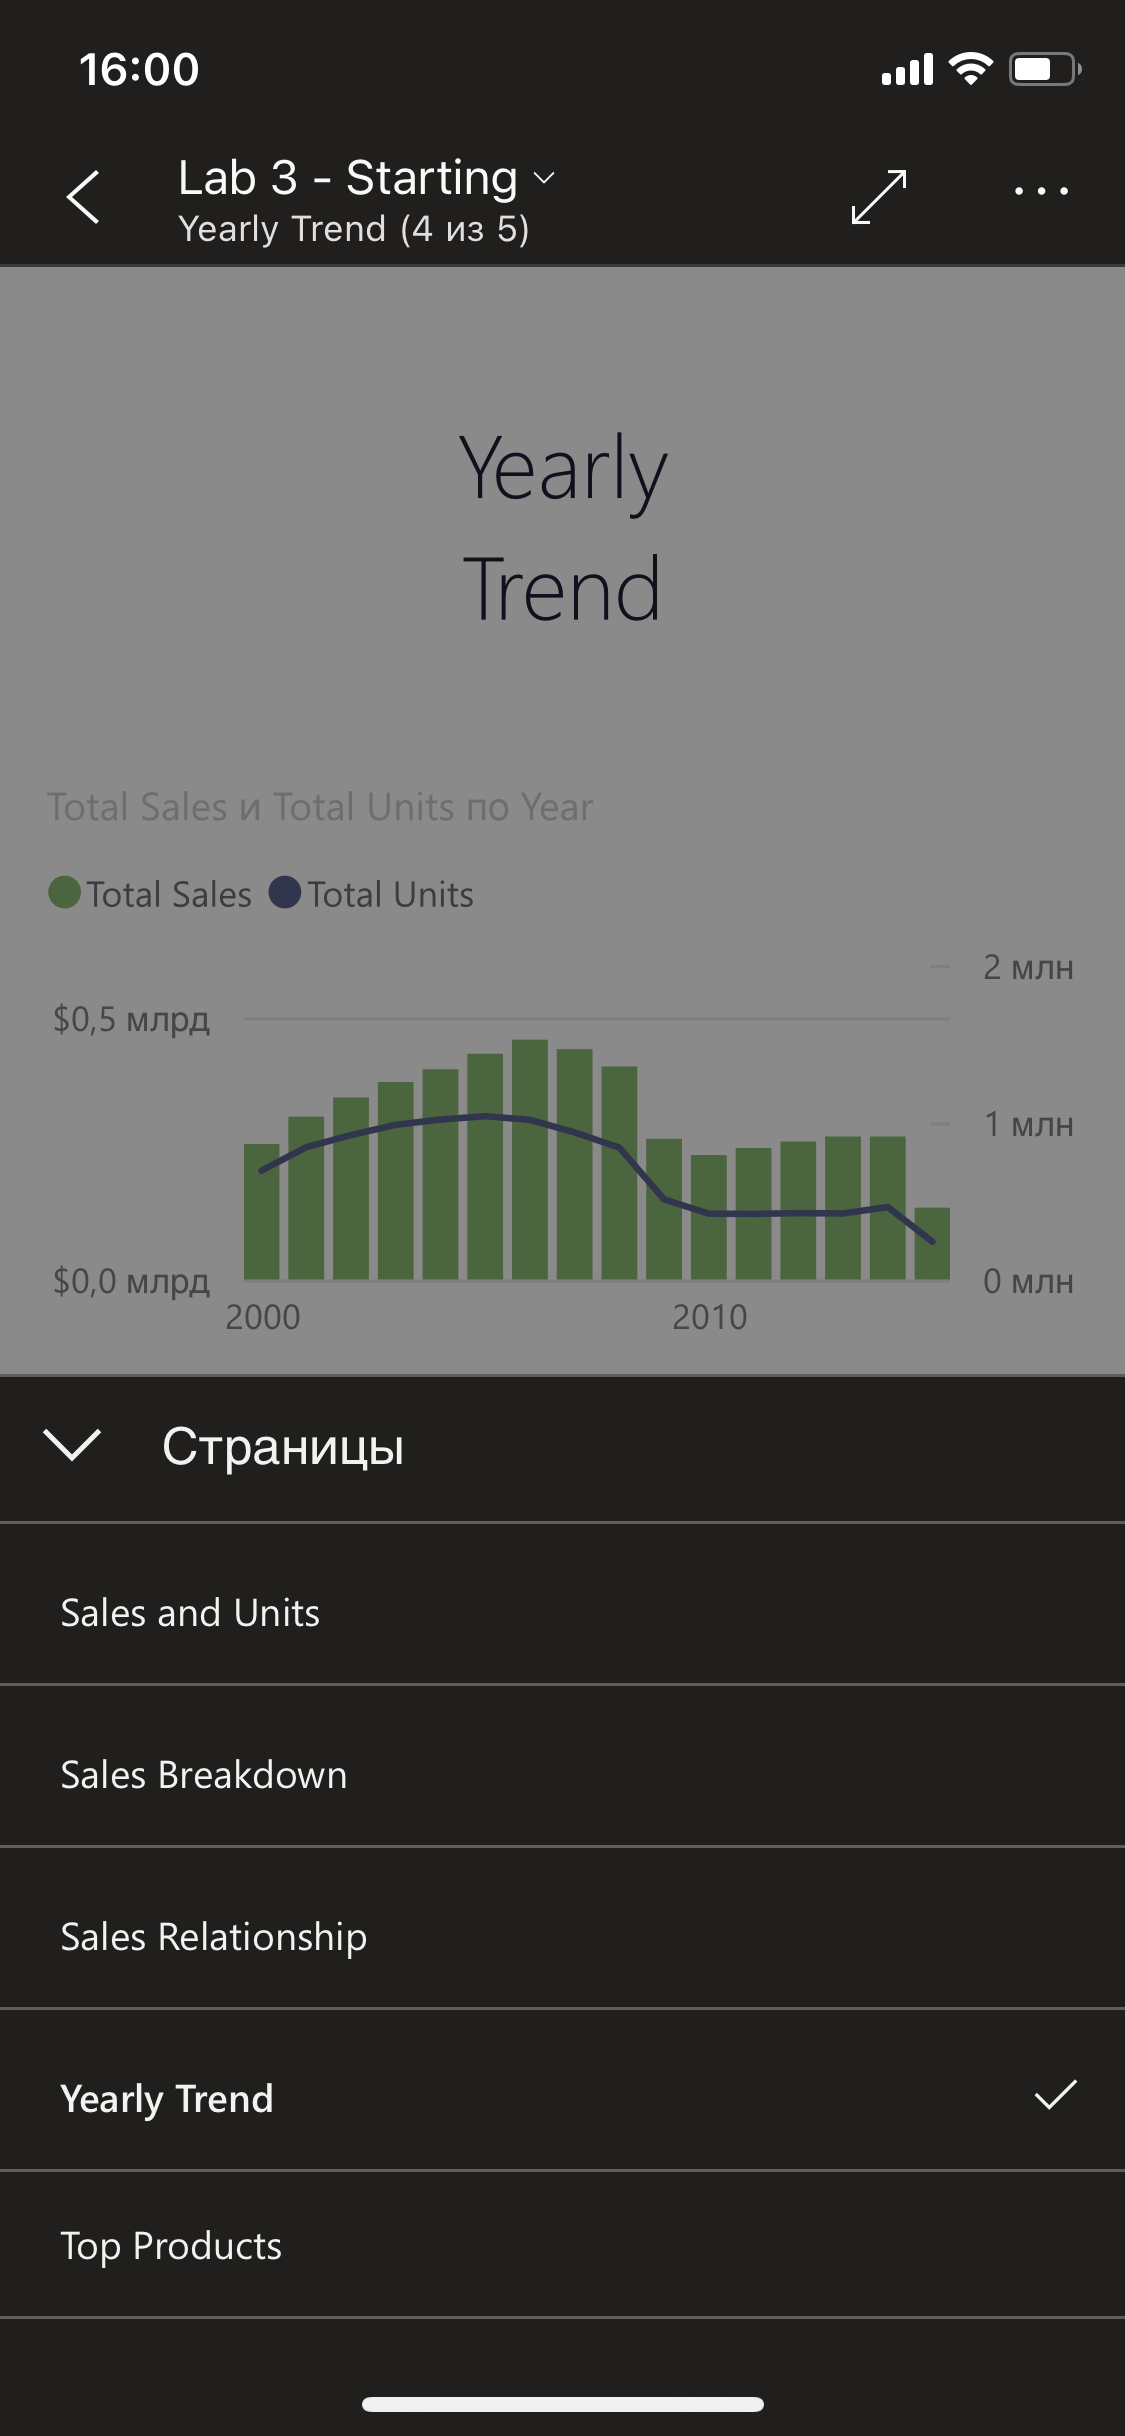 16:00
Lab 3 - Starting
Yearly Trend (4 из 5)
Yearly
Trend
Total Sales и Total Units по Year
Total Sales Total Units
2 млн
$0,5 млрд
1 млн
$0,0 млрд 0 млн
2000 2010
Страницы
Sales and Units
Sales Breakdown
Sales Relationship
Yearly Trend
Top Products